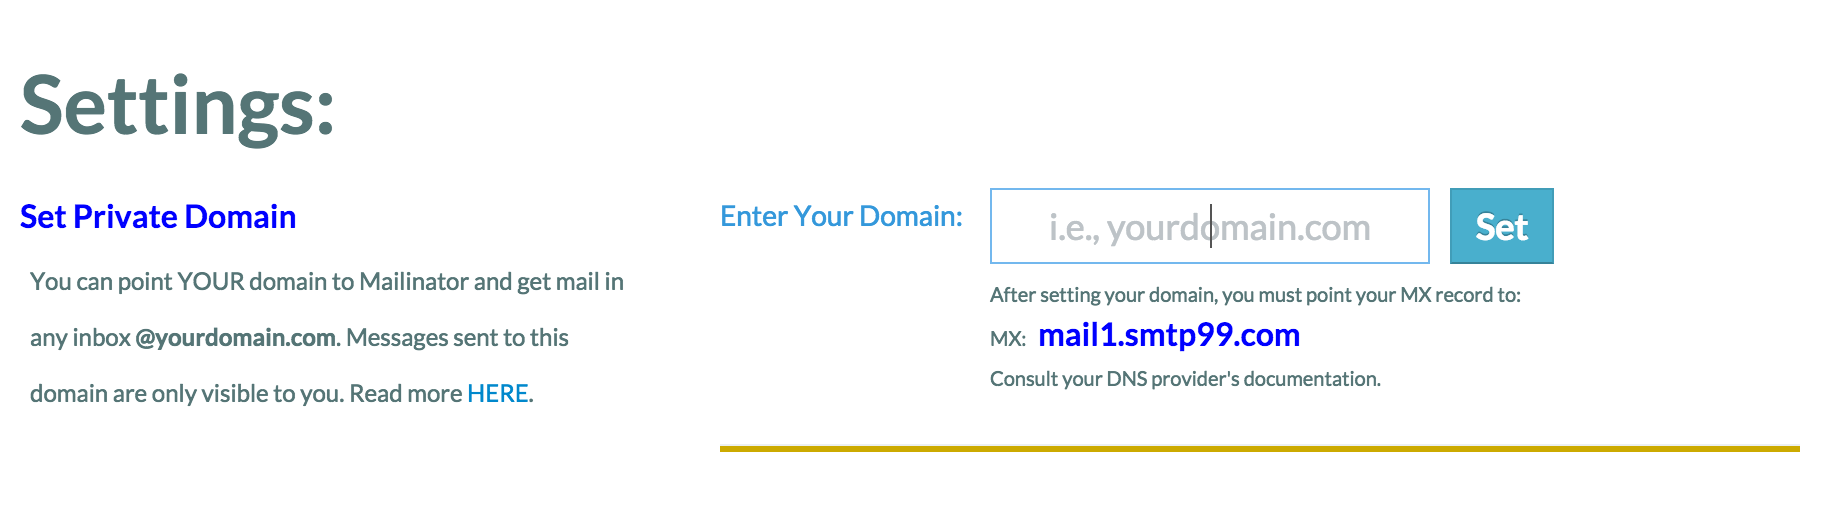 Settings:
Set Private Domain
You can point YOUR domain to Mailinator and get mail in
any inbox @yourdomain.com. Messages sent to this
domain are only visible to you. Read more HERE.
Enter Your Domain:
i.e., yourdomain.com
Set
After setting your domain, you must point your MX record to:
MX: mail1.smtp99.com
Consult your DNS provider's documentation.